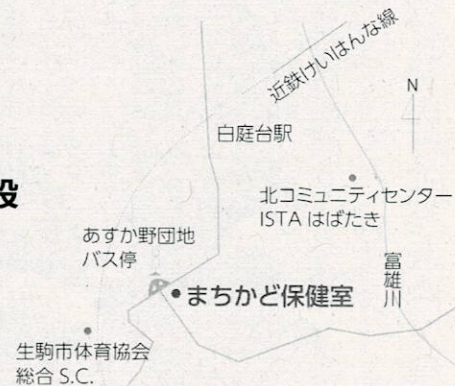 近鉄けいはんな線
N
白庭台駅
北コミュニティセンター
ISTA はばたき
設
あすか野団地
バス停
富雄川
まちかど保健室
生駒市体育協会
総合 S.C.